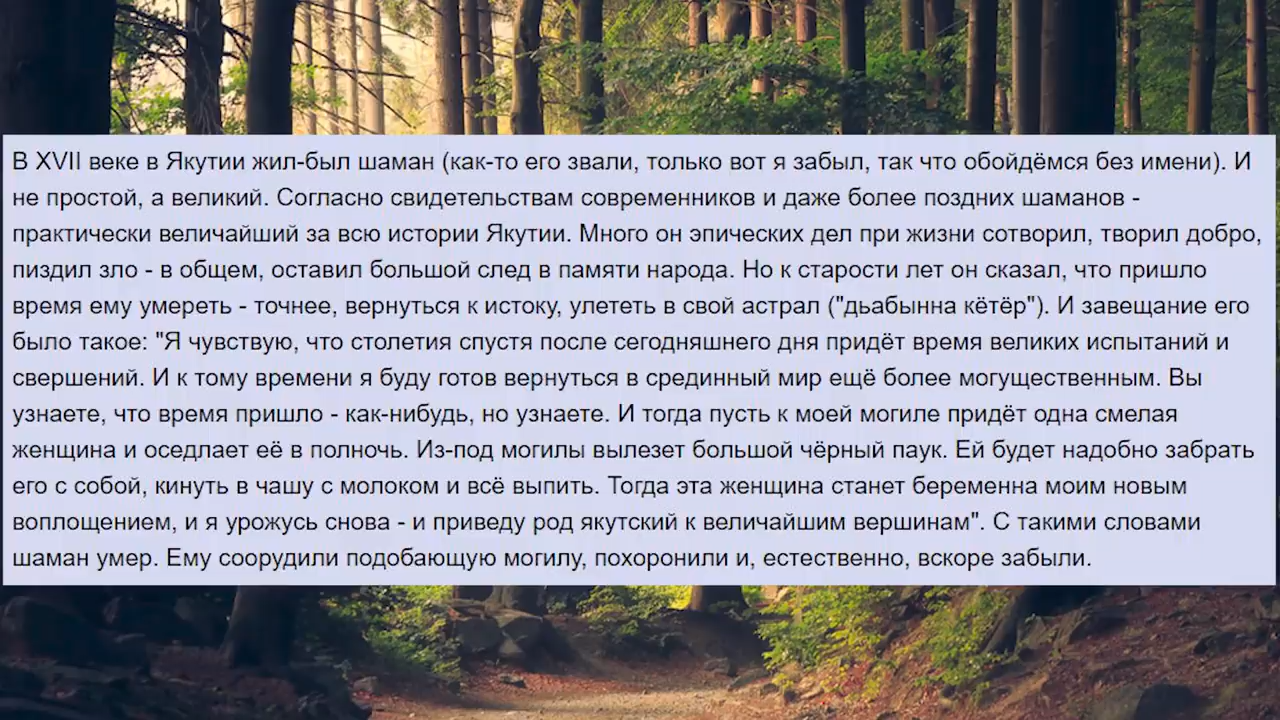 В XVII веке в Якутии жил-был шаман (как-то его звали, только вот я забыл, так что обойдёмся без имени). И
не простой, а великий. Согласно свидетельствам современников и даже более поздних шаманов -
практически величайший за всю истории Якутии. Много он эпических дел при жизни сотворил, творил добро,
пиздил зло - в общем, оставил большой след в памяти народа. Но к старости лет он сказал, что пришло
время ему умереть - точнее, вернуться к истоку, улететь в свой астрал ("дьабынна кётёр"). И завещание его
было такое: "Я чувствую, что столетия спустя после сегодняшнего дня придёт время великих испытаний и
свершений. И к тому времени я буду готов вернуться в срединный мир ещё более могущественным. Вы
узнаете, что время пришло - как-нибудь, но узнаете. И тогда пусть к моей могиле придёт одна смелая
женщина и оседлает её в полночь. Из-под могилы вылезет большой чёрный паук. Ей будет надобно забрать
его с собой, кинуть в чашу с молоком и всё выпить. Тогда эта женщина станет беременна моим новым
воплощением, и я урожусь снова - и приведу род якутский к величайшим вершинам". С такими словами
шаман умер. Ему соорудили подобающую могилу, похоронили и, естественно, вскоре забыли.